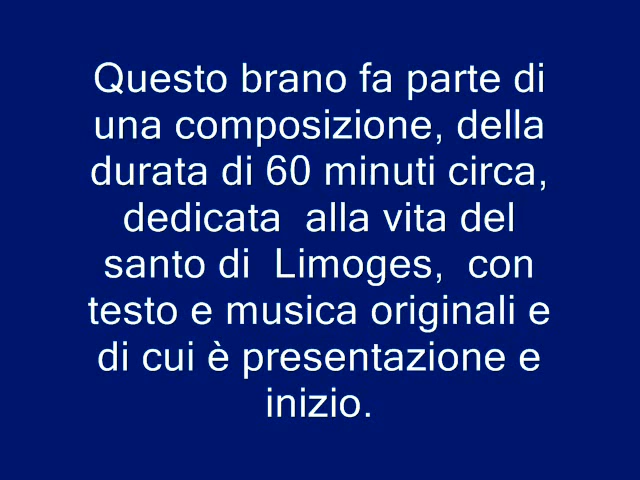 Questo brano fa parte di
una composizione, della
durata di 60 minuti circa,
dedicata  alla vita del
santo di  Limoges,  con
testo e musica originali e
di cui è presentazione e
inizio.